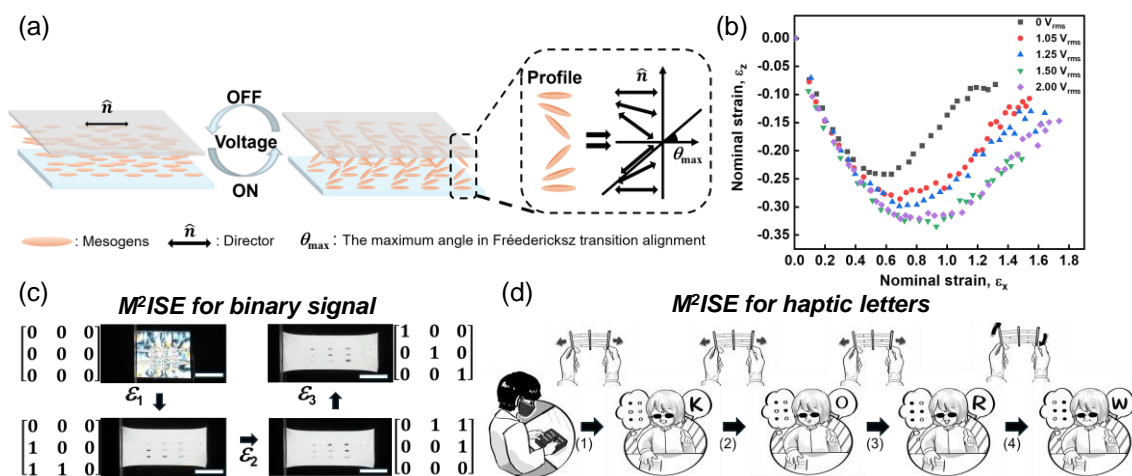 (a)
n̂
OFF
Voltage
ON
Profile
n̂
θmax
: Mesogens
n̂ : Director
θmax : The maximum angle in Fréedericksz transition alignment
(b)
Nominal strain, εz
0.00
-0.05
-0.10
-0.15
-0.20
-0.25
-0.30
-0.35
0 Vrms
1.05 Vrms
1.25 Vrms
1.50 Vrms
2.00 Vrms
0.0 0.2 0.4 0.6 0.8 1.0 1.2 1.4 1.6 1.8
Nominal strain, εx
(c)
M²ISE for binary signal
0 0 0
0 0 0
0 0 0
1 0 0
0 1 0
0 0 1
ε1
ε3
0 0 0
1 0 0
1 1 0
ε2
0 1 1
0 0 1
0 0 0
(d)
M²ISE for haptic letters
K
O
R
W
(1)
(2)
(3)
(4)